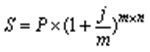 S = P × (1 + j/m)^{m×n}